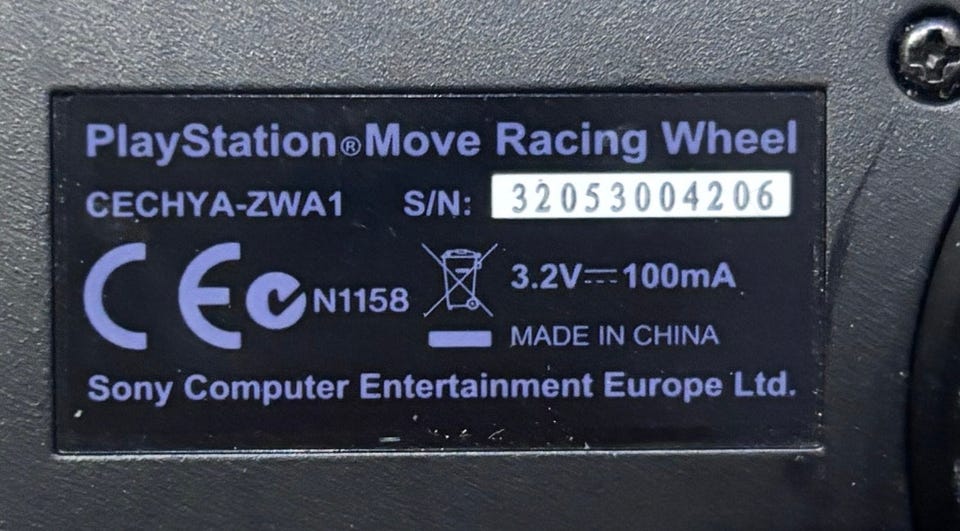 PlayStation®Move Racing Wheel
CECHYA-ZWA1 S/N: 32053004206
CE N1158 3.2V⎓100mA
MADE IN CHINA
Sony Computer Entertainment Europe Ltd.